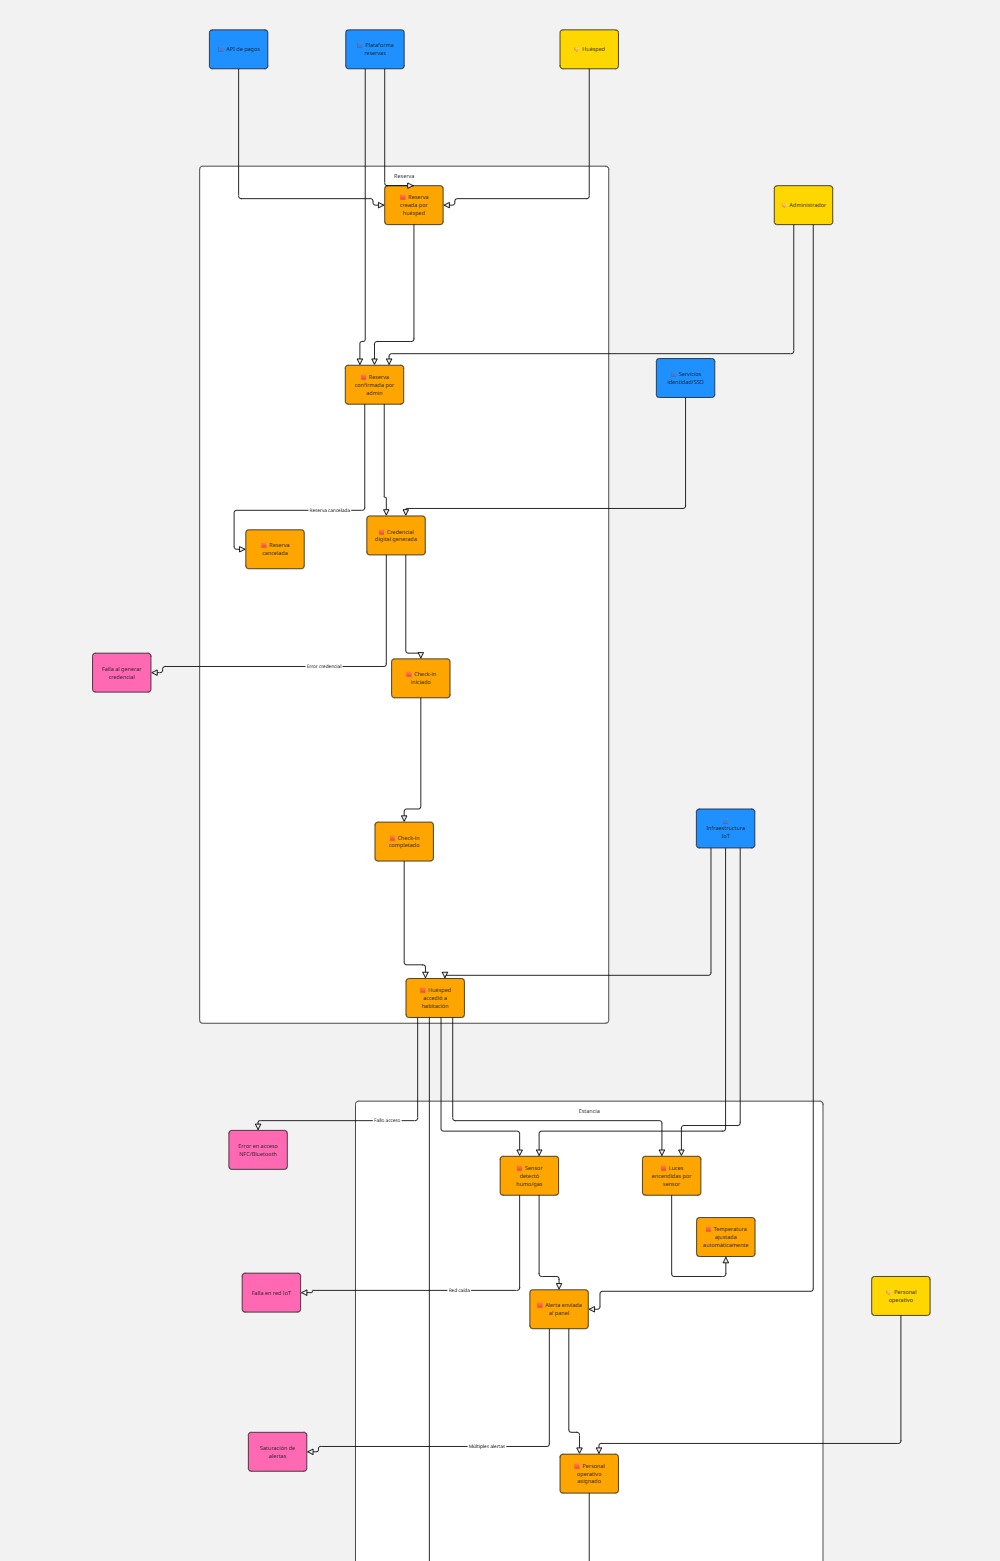 API de pagos
Plataforma
reservas
Huésped
Reserva
Reserva
creada por
huésped
Administrador
Servicios
identidad/SSO
Reserva
confirmada por
admin
Reserva cancelada
Credencial
digital generada
Reserva
cancelada
Falla al generar
credencial
Error credencial
Check-in
iniciado
Infraestructura
IoT
Check-in
completado
Huésped
accedió a
habitación
Estancia
Fallo acceso
Error en acceso
NFC/Bluetooth
Sensor
detectó
humo/gas
Luces
encendidas por
sensor
Temperatura
ajustada
automáticamente
Falla en red IoT
Red caída
Alerta enviada
al panel
Personal
operativo
Saturación de
alertas
Múltiples alertas
Personal
operativo
asignado